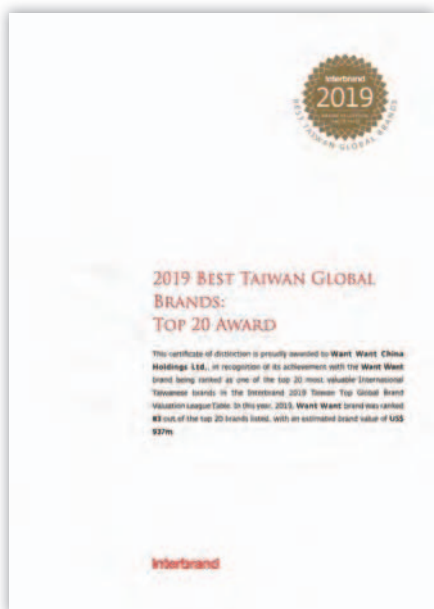 Interbrand
2019
BEST TAIWAN GLOBAL BRANDS
2019 BEST TAIWAN GLOBAL
BRANDS:
TOP 20 AWARD
This certificate of distinction is proudly awarded to Want Want China
Holdings Ltd., in recognition of its achievement with the Want Want
brand being ranked as one of the top 20 most valuable International
Taiwanese brands in the Interbrand 2019 Taiwan Top Global Brand
Valuation League Table. In this year, 2019, Want Want brand was ranked
#3 out of the top 20 brands listed, with an estimated brand value of US$
937m.
Interbrand